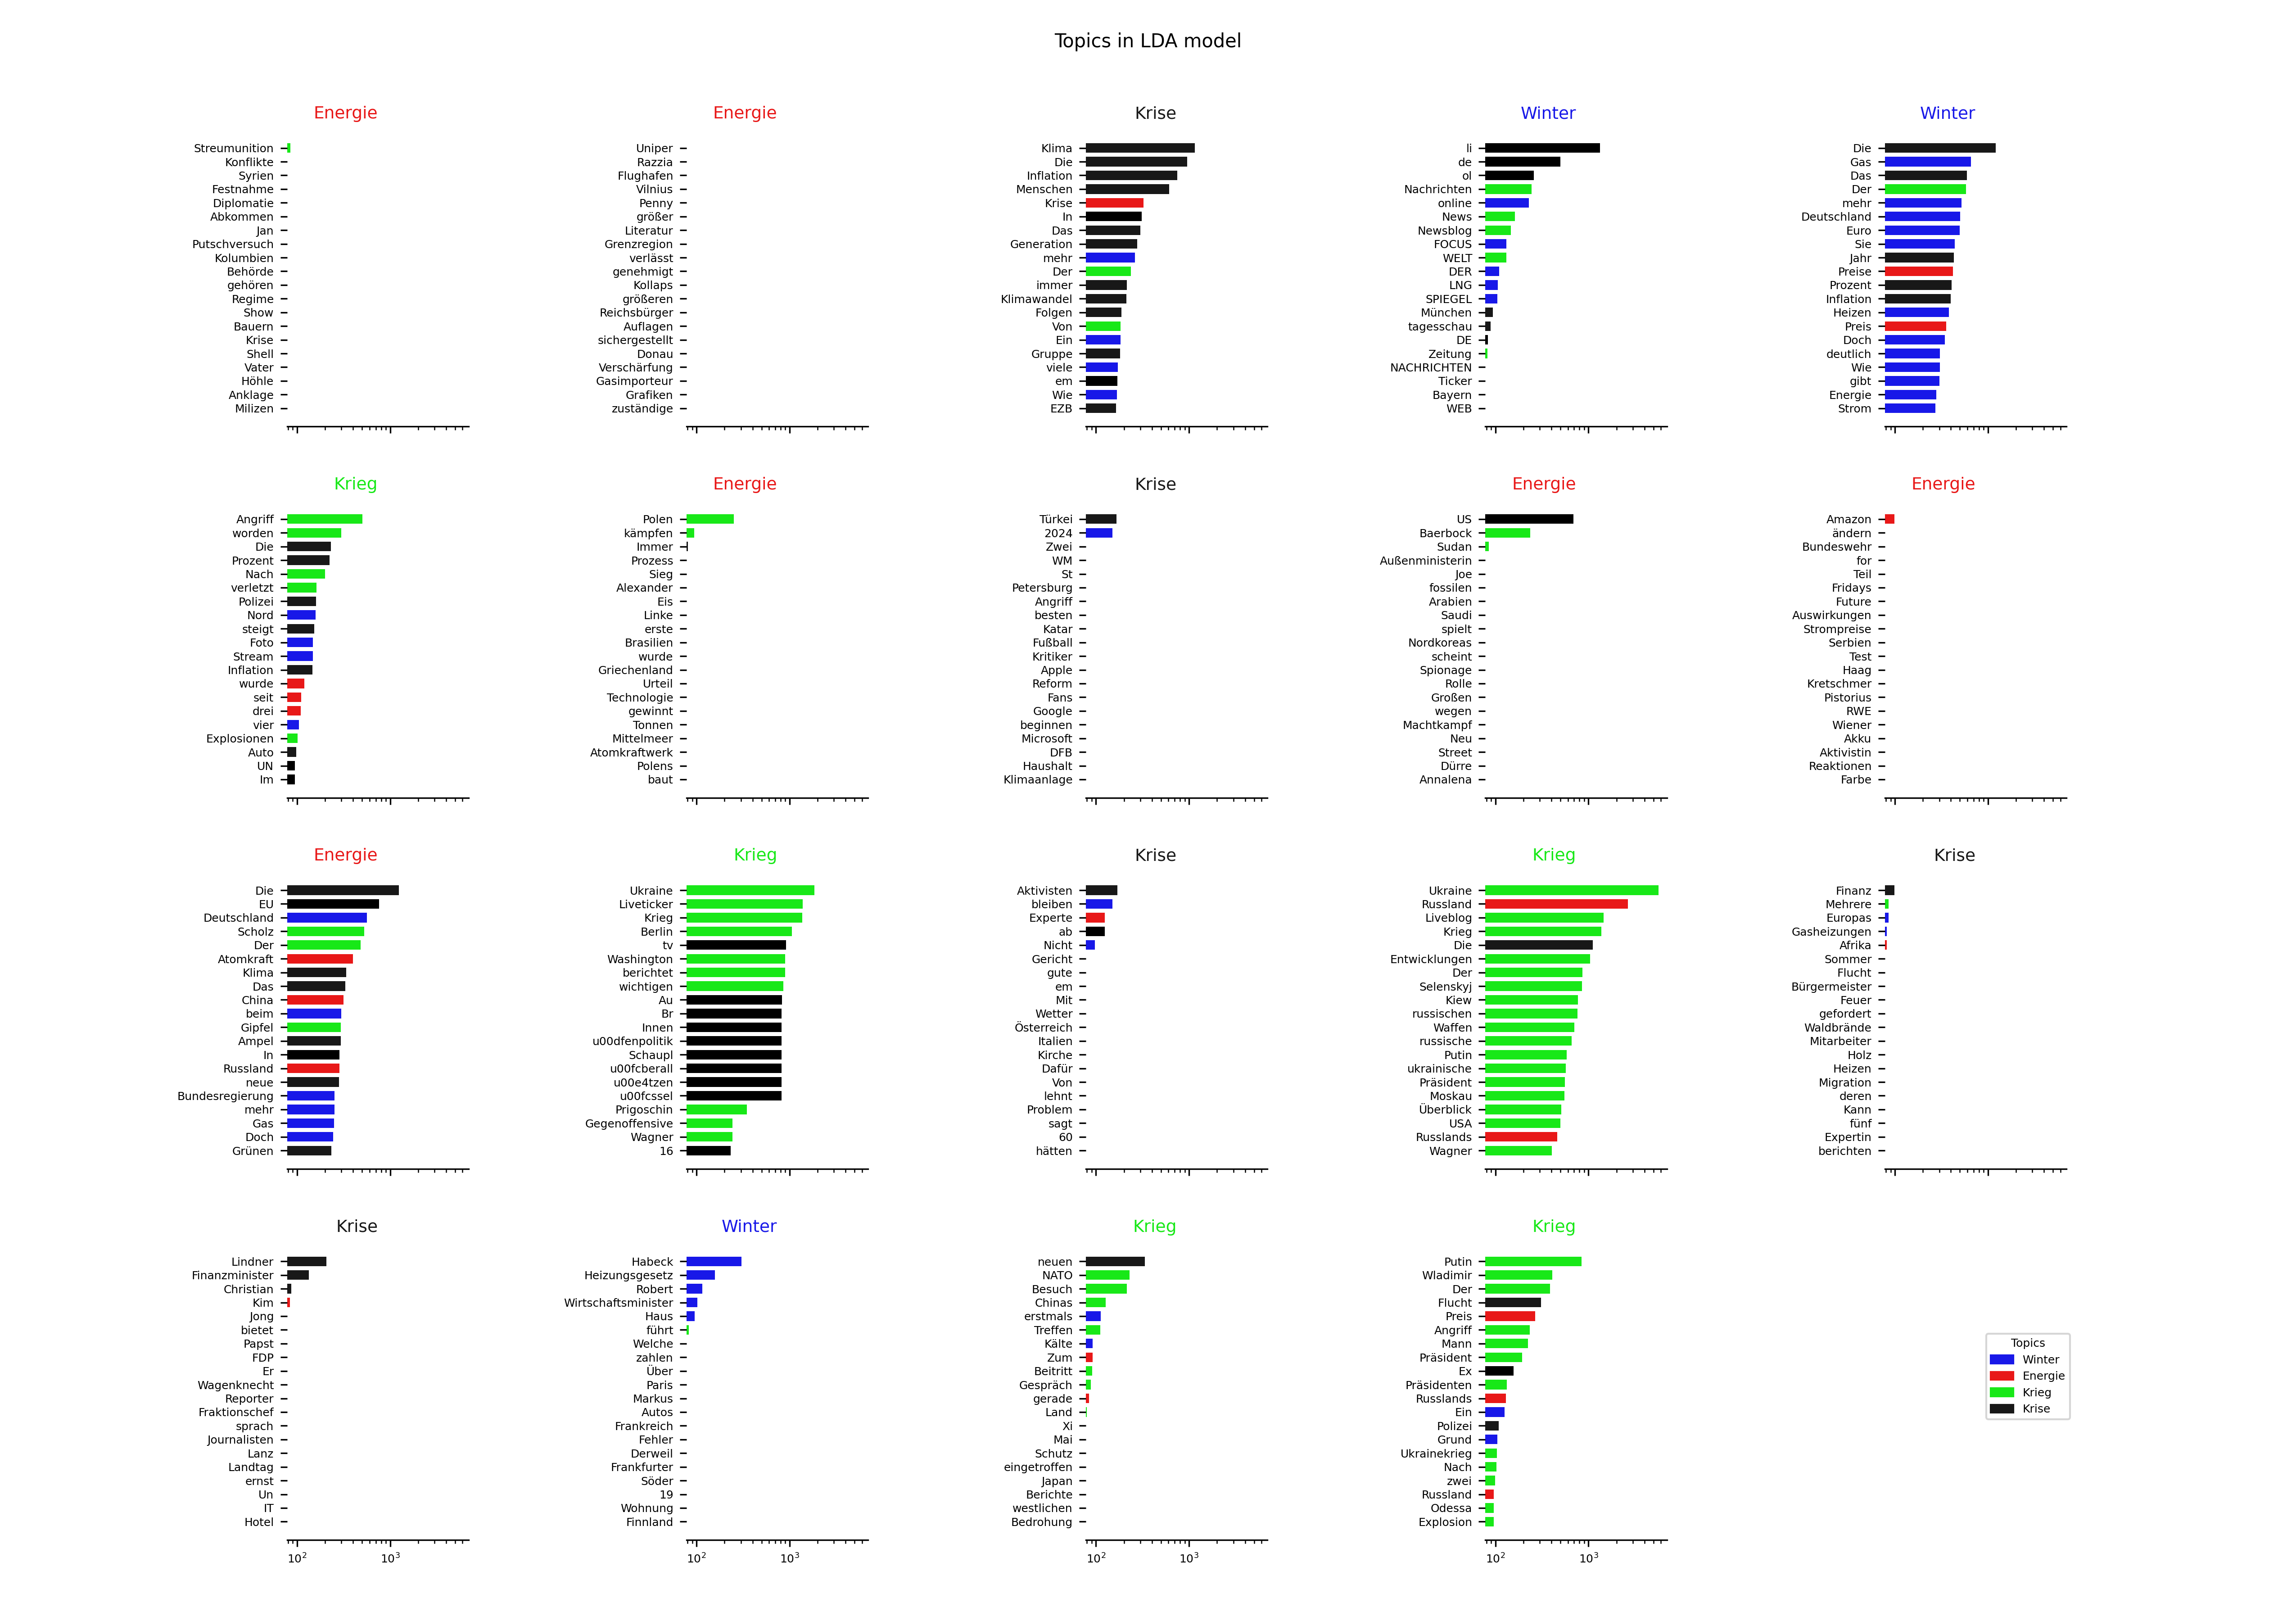 Topics in LDA model
Energie
Streumunition
Konflikte
Syrien
Festnahme
Diplomatie
Abkommen
Jan
Putschversuch
Kolumbien
Behörde
gehören
Regime
Show
Bauern
Krise
Shell
Vater
Höhle
Anklage
Milizen
Energie
Uniper
Razzia
Flughafen
Vilnius
Penny
größer
Literatur
Grenzregion
verlässt
genehmigt
Kollaps
größeren
Reichsbürger
Auflagen
sichergestellt
Donau
Verschärfung
Gasimporteur
Grafiken
zuständige
Krise
Klima
Die
Inflation
Menschen
Krise
In
Das
Generation
mehr
Der
immer
Klimawandel
Folgen
Von
Ein
Gruppe
viele
em
Wie
EZB
Winter
li
de
ol
Nachrichten
online
News
Newsblog
FOCUS
WELT
DER
LNG
SPIEGEL
München
tagesschau
DE
Zeitung
NACHRICHTEN
Ticker
Bayern
WEB
Winter
Die
Gas
Das
Der
mehr
Deutschland
Euro
Sie
Jahr
Preise
Prozent
Inflation
Heizen
Preis
Doch
deutlich
Wie
gibt
Energie
Strom
Krieg
Angriff
worden
Die
Prozent
Nach
verletzt
Polizei
Nord
steigt
Foto
Stream
Inflation
wurde
seit
drei
vier
Explosionen
Auto
UN
Im
Energie
Polen
kämpfen
Immer
Prozess
Sieg
Alexander
Eis
Linke
erste
Brasilien
wurde
Griechenland
Urteil
Technologie
gewinnt
Tonnen
Mittelmeer
Atomkraftwerk
Polens
baut
Krise
Türkei
2024
Zwei
WM
St
Petersburg
Angriff
besten
Katar
Fußball
Kritiker
Apple
Reform
Fans
Google
beginnen
Microsoft
DFB
Haushalt
Klimaanlage
Energie
US
Baerbock
Sudan
Außenministerin
Joe
fossilen
Arabien
Saudi
spielt
Nordkoreas
scheint
Spionage
Rolle
Großen
wegen
Machtkampf
Neu
Street
Dürre
Annalena
Energie
Amazon
ändern
Bundeswehr
for
Teil
Fridays
Future
Auswirkungen
Strompreise
Serbien
Test
Haag
Kretschmer
Pistorius
RWE
Wiener
Akku
Aktivistin
Reaktionen
Farbe
Energie
Die
EU
Deutschland
Scholz
Der
Atomkraft
Klima
Das
China
beim
Gipfel
Ampel
In
Russland
neue
Bundesregierung
mehr
Gas
Doch
Grünen
Krieg
Ukraine
Liveticker
Krieg
Berlin
tv
Washington
berichtet
wichtigen
Au
Br
Innen
u00dfenpolitik
Schaupl
u00fcberall
u00e4tzen
u00fcssel
Prigoschin
Gegenoffensive
Wagner
16
Krise
Aktivisten
bleiben
Experte
ab
Nicht
Gericht
gute
em
Mit
Wetter
Österreich
Italien
Kirche
Dafür
Von
lehnt
Problem
sagt
60
hätten
Krieg
Ukraine
Russland
Liveblog
Krieg
Die
Entwicklungen
Der
Selenskyj
Kiew
russischen
Waffen
russische
Putin
ukrainische
Präsident
Moskau
Überblick
USA
Russlands
Wagner
Krise
Finanz
Mehrere
Europas
Gasheizungen
Afrika
Sommer
Flucht
Bürgermeister
Feuer
gefordert
Waldbrände
Mitarbeiter
Holz
Heizen
Migration
deren
Kann
fünf
Expertin
berichten
Krise
Lindner
Finanzminister
Christian
Kim
Jong
bietet
Papst
FDP
Er
Wagenknecht
Reporter
Fraktionschef
sprach
Journalisten
Lanz
Landtag
ernst
Un
IT
Hotel
10²
10³
Winter
Habeck
Heizungsgesetz
Robert
Wirtschaftsminister
Haus
führt
Welche
zahlen
Über
Paris
Markus
Autos
Frankreich
Fehler
Derweil
Frankfurter
Söder
19
Wohnung
Finnland
10²
10³
Krieg
neuen
NATO
Besuch
Chinas
erstmals
Treffen
Kälte
Zum
Beitritt
Gespräch
gerade
Land
Xi
Mai
Schutz
eingetroffen
Japan
Berichte
westlichen
Bedrohung
10²
10³
Krieg
Putin
Wladimir
Der
Flucht
Preis
Angriff
Mann
Präsident
Ex
Präsidenten
Russlands
Ein
Polizei
Grund
Ukrainekrieg
Nach
zwei
Russland
Odessa
Explosion
10²
10³
Topics
Winter
Energie
Krieg
Krise